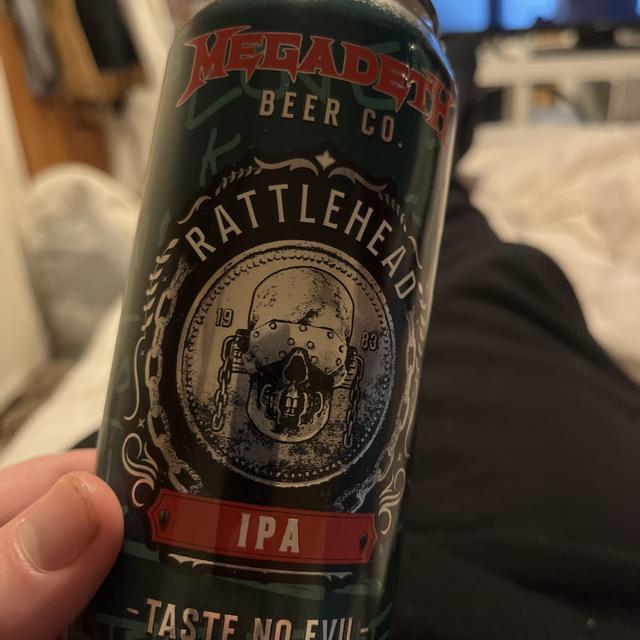 MEGADETH
BEER CO.
RATTLEHEAD
19 83
IPA
-TASTE NO EVIL-